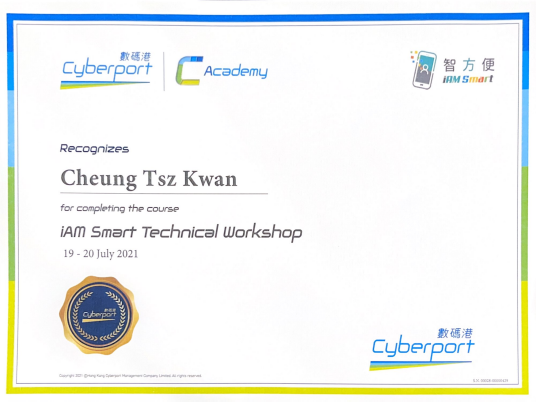 數碼港
Cyberport
Academy
智方便
iAM Smart
Recognizes
Cheung Tsz Kwan
for completing the course
iAM Smart Technical Workshop
19 - 20 July 2021
數碼港
Cyberport
數碼港
Cyberport
Copyright 2021 @Hong Kong Cyberport Management Company Limited. All rights reserved.